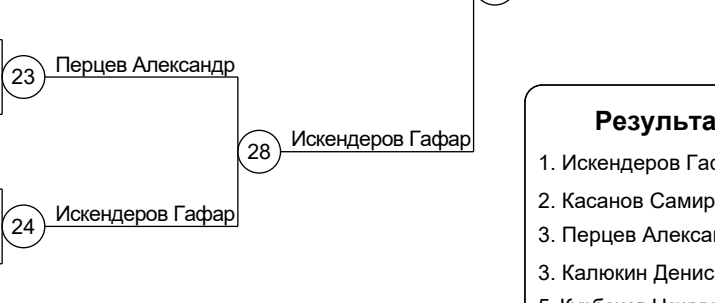 23
Перцев Александр
28
Искендеров Гафар
24
Искендеров Гафар
Результа
1. Искендеров Га
2. Касанов Самир
3. Перцев Алекса
3. Калюкин Денис